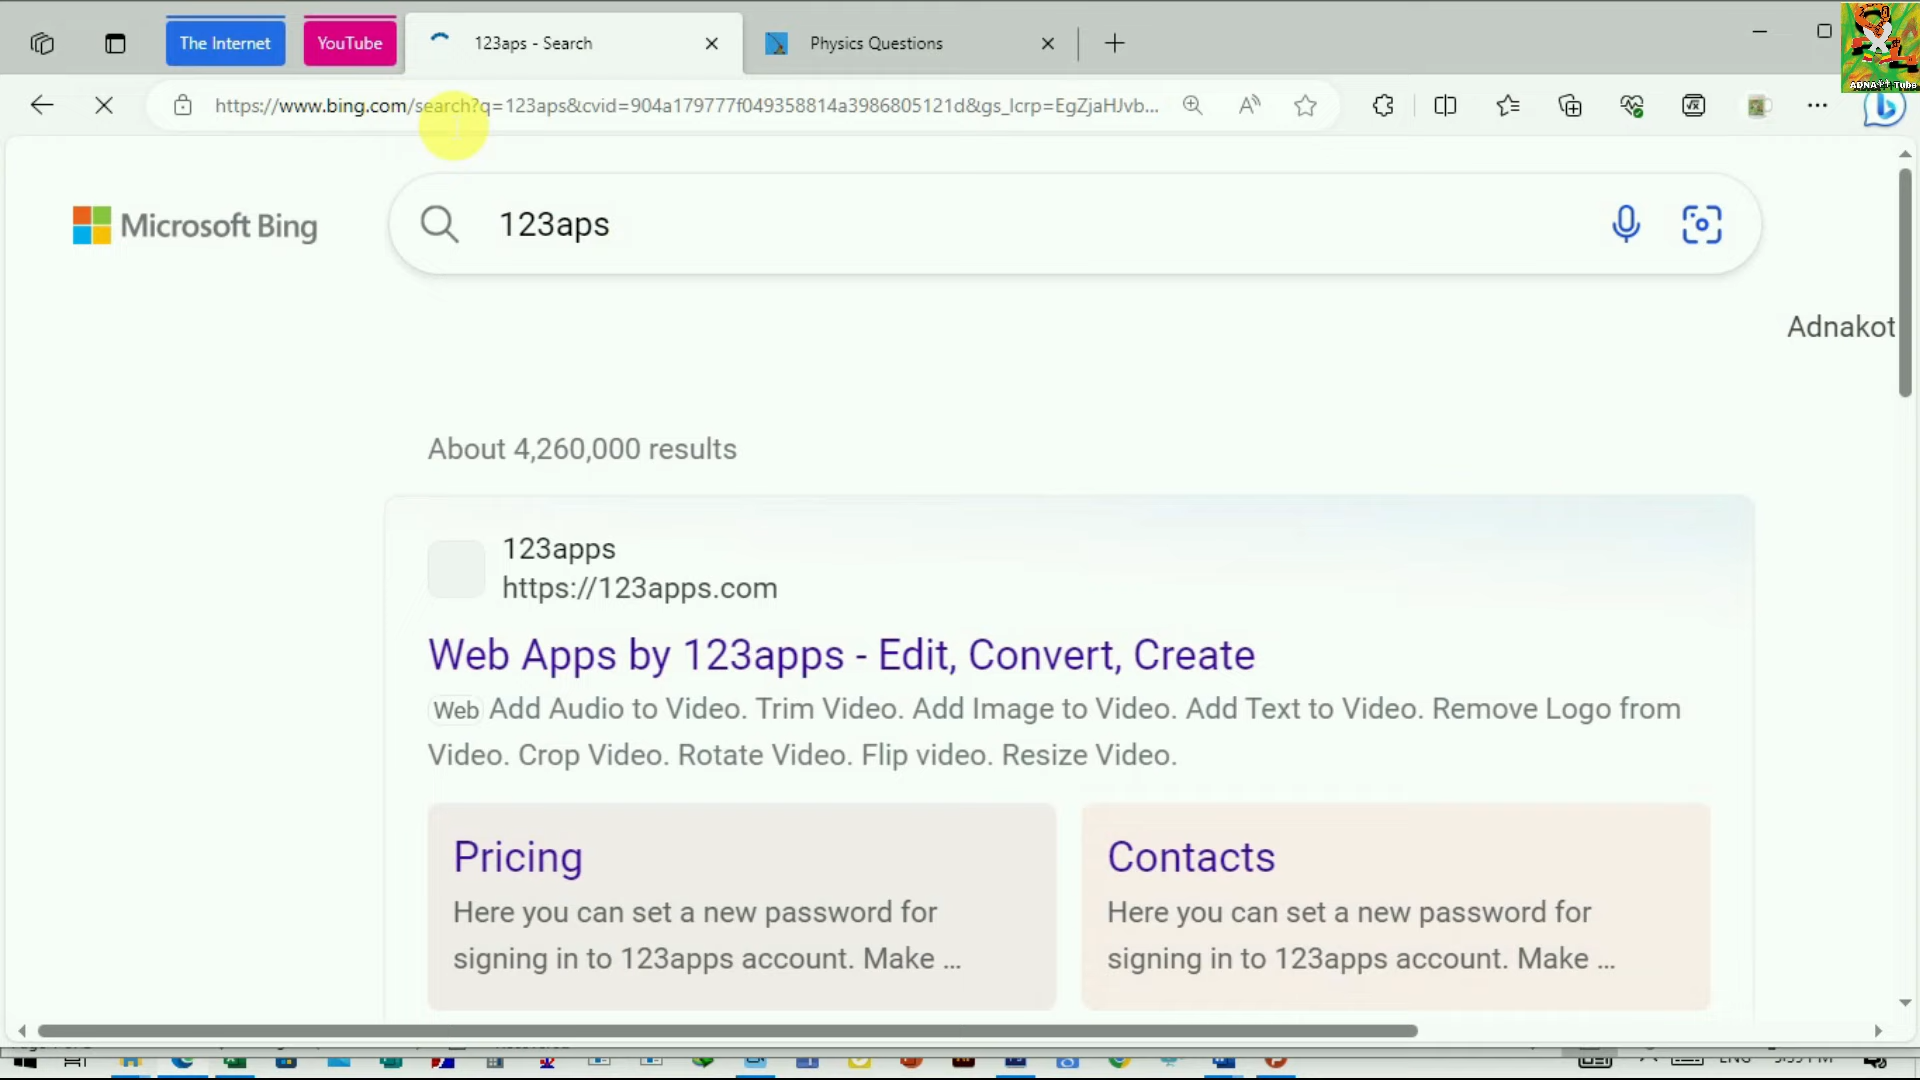 The Internet
YouTube
123aps - Search
Physics Questions
ADNA Tube
https://www.bing.com/search?q=123aps&cvid=904a179777f049358814a3986805121d&gs_lcrp=EgZjaHJvb...
Microsoft Bing
123aps
Adnakot
About 4,260,000 results
123apps
https://123apps.com
Web Apps by 123apps - Edit, Convert, Create
Web Add Audio to Video. Trim Video. Add Image to Video. Add Text to Video. Remove Logo from
Video. Crop Video. Rotate Video. Flip video. Resize Video.
Pricing
Here you can set a new password for
signing in to 123apps account. Make ...
Contacts
Here you can set a new password for
signing in to 123apps account. Make ...
ENG